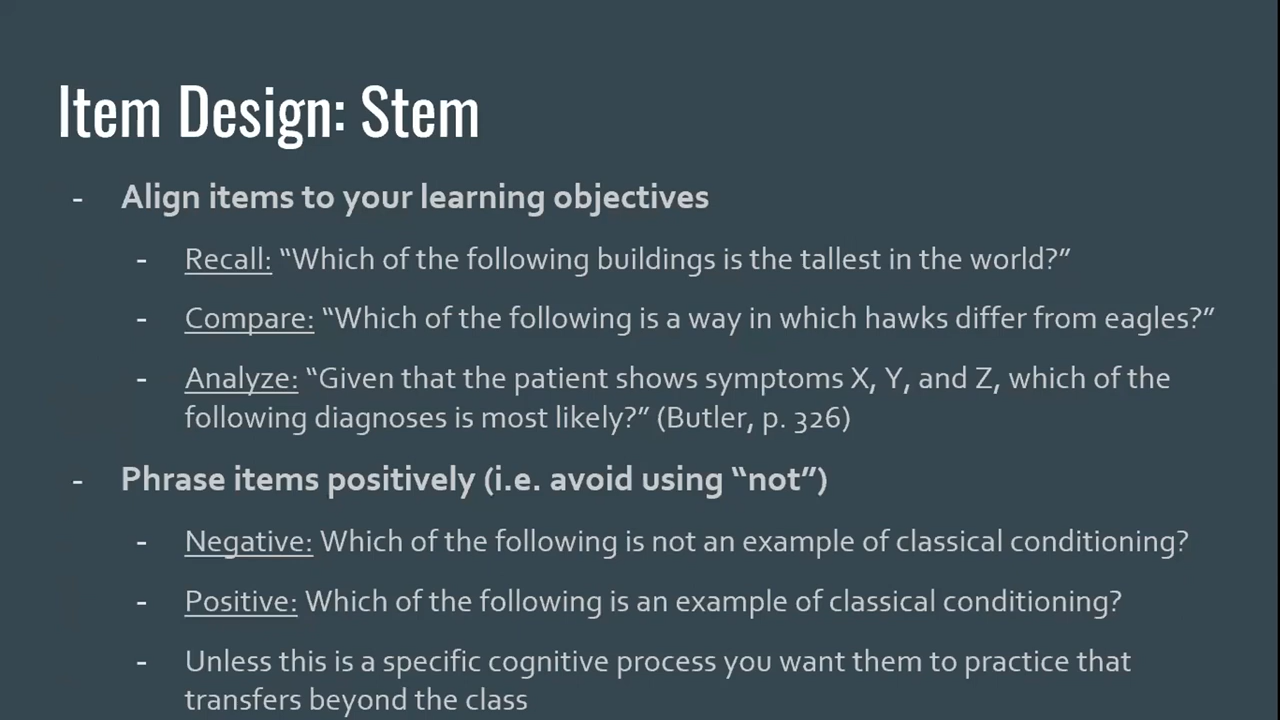 Item Design: Stem
- Align items to your learning objectives
- Recall: “Which of the following buildings is the tallest in the world?”
- Compare: “Which of the following is a way in which hawks differ from eagles?”
- Analyze: “Given that the patient shows symptoms X, Y, and Z, which of the
following diagnoses is most likely?” (Butler, p. 326)
- Phrase items positively (i.e. avoid using “not”)
- Negative: Which of the following is not an example of classical conditioning?
- Positive: Which of the following is an example of classical conditioning?
- Unless this is a specific cognitive process you want them to practice that
transfers beyond the class